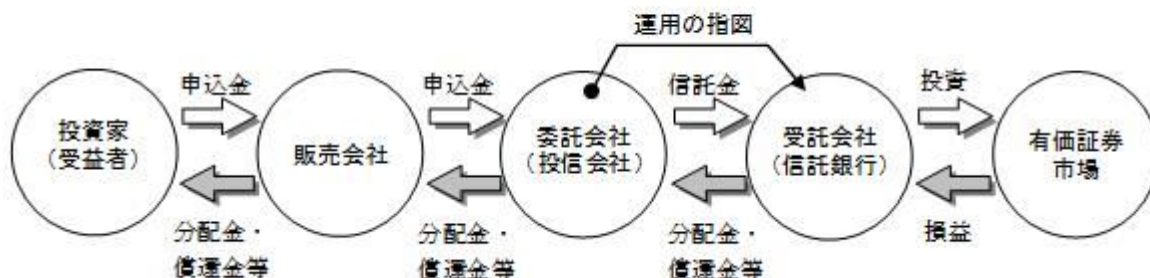 運用の指図
申込金
申込金
信託金
投資
投資家
（受益者）
販売会社
委託会社
（投信会社）
受託会社
（信託銀行）
有価証券
市場
分配金・
償還金等
分配金・
償還金等
分配金・
償還金等
損益